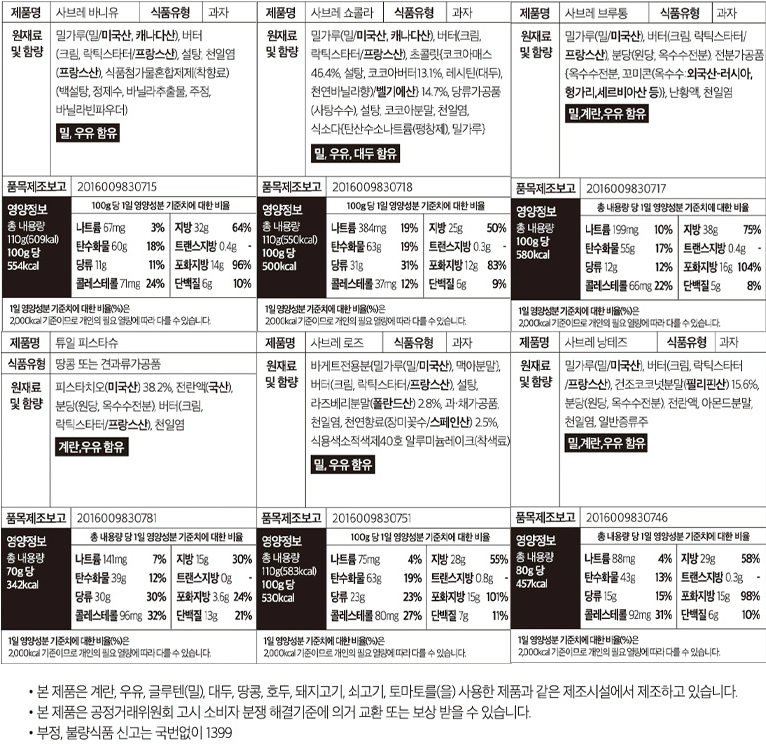 제품명 사브레 바니유 식품유형 과자
원재료 및 함량
밀가루(밀/미국산, 캐나다산), 버터
(크림, 락틱스타터/프랑스산), 설탕, 천일염
(프랑스산), 식품첨가물혼합제제(착향료)
(백설탕, 정제수, 바닐라추출물, 주정,
바닐라빈파우더)
밀, 우유 함유
품목제조보고 2016009830715
영양정보
총 내용량
110g(609kal)
100g 당
554kcal
100g 당 1일 영양성분 기준치에 대한 비율
나트륨 67mg 3% 지방 32g 64%
탄수화물 60g 18% 트랜스지방 0.4g -
당류 11g 11% 포화지방 14g 96%
콜레스테롤 71mg 24% 단백질 6g 10%
1일 영양성분 기준치에 대한 비율(%)은
2,000kcal 기준이므로 개인의 필요 열량에 따라 다를 수 있습니다.
제품명 사브레 쇼콜라 식품유형 과자
원재료 및 함량
밀가루(밀/미국산, 캐나다산), 버터(크림,
락틱스타터/프랑스산), 초콜릿(코코아매스
46.4%, 설탕, 코코아버터13.1%, 레시틴(대두),
천연바닐라향)/벨기에산) 14.7%, 당류가공품
(사탕수수), 설탕, 코코아분말, 천일염,
식소다(탄산수소나트륨(팽창제), 밀가루}
밀, 우유, 대두 함유
품목제조보고 2016009830718
영양정보
총 내용량
110g(550kcal)
100g 당
500kcal
100g 당 1일 영양성분 기준치에 대한 비율
나트륨 384mg 19% 지방 25g 50%
탄수화물 63g 19% 트랜스지방 0.3g -
당류 31g 31% 포화지방 12g 83%
콜레스테롤 37mg 12% 단백질 6g 9%
1일 영양성분 기준치에 대한 비율(%)은
2,000kcal 기준이므로 개인의 필요 열량에 따라 다를 수 있습니다.
제품명 사브레 브루통 식품유형 과자
원재료 및 함량
밀가루(밀/미국산), 버터(크림, 락틱스타터/
프랑스산), 분당(원당, 옥수수전분), 전분가공품
{옥수수전분, 꼬미콘(옥수수:외국산-러시아,
헝가리,세르비아산 등)}, 난황액, 천일염
밀,계란,우유 함유
품목제조보고 2016009830717
영양정보
총 내용량
100g 당
580kcal
총 내용량 당 1일 영양성분 기준치에 대한 비율
나트륨 199mg 10% 지방 38g 75%
탄수화물 55g 17% 트랜스지방 0.4g -
당류 12g 12% 포화지방 16g 104%
콜레스테롤 66mg 22% 단백질 5g 8%
1일 영양성분 기준치에 대한 비율(%)은
2,000kcal 기준이므로 개인의 필요 열량에 따라 다를 수 있습니다.
제품명 튜일 피스타슈
식품유형 땅콩 또는 견과류가공품
원재료 및 함량
피스타치오(미국산) 38.2%, 전란액(국산),
분당(원당, 옥수수전분), 버터(크림,
락틱스타터/프랑스산), 천일염
계란,우유 함유
품목제조보고 2016009830781
영양정보
총 내용량
70g 당
342kcal
총 내용량 당 1일 영양성분 기준치에 대한 비율
나트륨 141mg 7% 지방 15g 30%
탄수화물 39g 12% 트랜스지방 0g -
당류 30g 30% 포화지방 3.6g 24%
콜레스테롤 96mg 32% 단백질 13g 21%
1일 영양성분 기준치에 대한 비율(%)은
2,000kcal 기준이므로 개인의 필요 열량에 따라 다를 수 있습니다.
제품명 사브레 로즈 식품유형 과자
원재료 및 함량
바게트전용분(밀가루(밀/미국산), 맥아분말),
버터(크림, 락틱스타터/프랑스산), 설탕,
라즈베리분말(폴란드산) 2.8%, 과·채가공품,
천일염, 천연향료(장미꽃수/스페인산) 2.5%,
식용색소적색제40호 알루미늄레이크(착색료)
밀, 우유 함유
품목제조보고 2016009830751
영양정보
총 내용량
110g(583kcal)
100g 당
530kcal
100g 당 1일 영양성분 기준치에 대한 비율
나트륨 75mg 4% 지방 28g 55%
탄수화물 63g 19% 트랜스지방 0.8g -
당류 23g 23% 포화지방 15g 101%
콜레스테롤 80mg 27% 단백질 7g 11%
1일 영양성분 기준치에 대한 비율(%)은
2,000kcal 기준이므로 개인의 필요 열량에 따라 다를 수 있습니다.
제품명 사브레 낭테즈 식품유형 과자
원재료 및 함량
밀가루(밀/미국산), 버터(크림, 락틱스타터
/프랑스산), 건조코코넛분말(필리핀산) 15.6%,
분당(원당, 옥수수전분), 전란액, 아몬드분말,
천일염, 일반증류주
밀,계란,우유 함유
품목제조보고 2016009830746
영양정보
총 내용량
80g 당
457kcal
총 내용량 당 1일 영양성분 기준치에 대한 비율
나트륨 88mg 4% 지방 29g 58%
탄수화물 43g 13% 트랜스지방 0.3g -
당류 15g 15% 포화지방 15g 98%
콜레스테롤 92mg 31% 단백질 6g 10%
1일 영양성분 기준치에 대한 비율(%)은
2,000kcal 기준이므로 개인의 필요 열량에 따라 다를 수 있습니다.
• 본 제품은 계란, 우유, 글루텐(밀), 대두, 땅콩, 호두, 돼지고기, 쇠고기, 토마토를(을) 사용한 제품과 같은 제조시설에서 제조하고 있습니다.
• 본 제품은 공정거래위원회 고시 소비자 분쟁 해결기준에 의거 교환 또는 보상 받을 수 있습니다.
• 부정, 불량식품 신고는 국번없이 1399